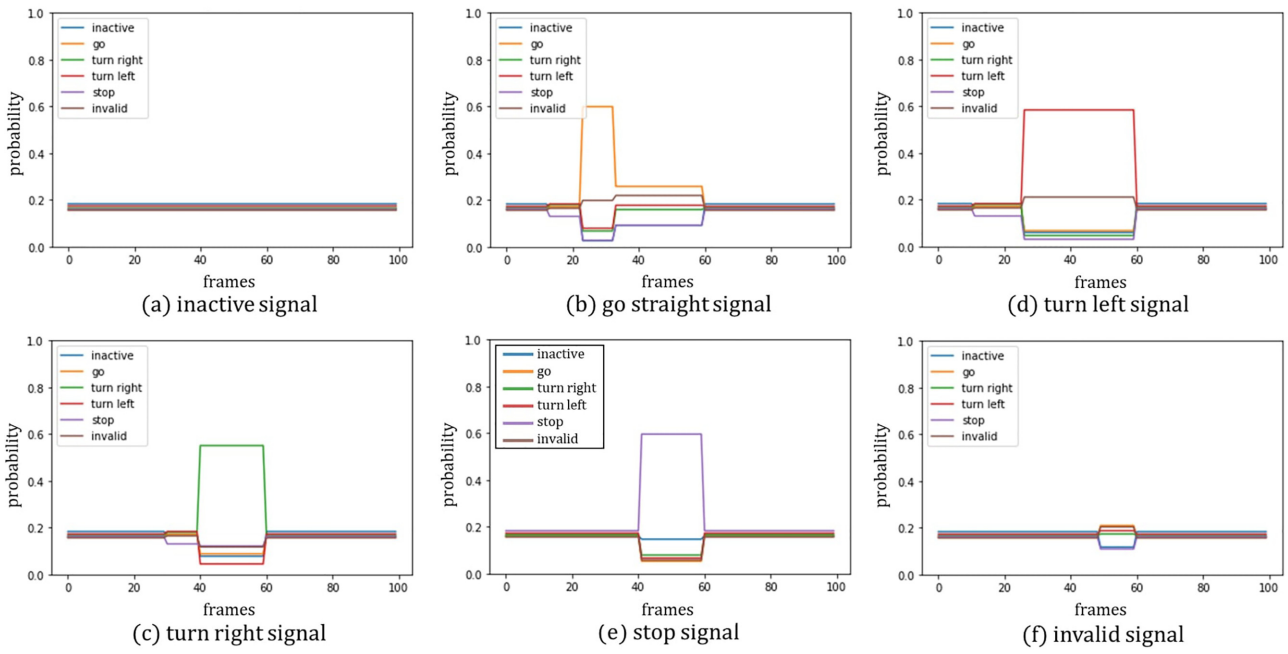 1.0
0.8
0.6
0.4
0.2
0.0
probability
inactive
go
turn right
turn left
stop
invalid
0 20 40 60 80 100
frames
(a) inactive signal
1.0
0.8
0.6
0.4
0.2
0.0
probability
inactive
go
turn right
turn left
stop
invalid
0 20 40 60 80 100
frames
(b) go straight signal
1.0
0.8
0.6
0.4
0.2
0.0
probability
inactive
go
turn right
turn left
stop
invalid
0 20 40 60 80 100
frames
(d) turn left signal
1.0
0.8
0.6
0.4
0.2
0.0
probability
inactive
go
turn right
turn left
stop
invalid
0 20 40 60 80 100
frames
(c) turn right signal
1.0
0.8
0.6
0.4
0.2
0.0
probability
inactive
go
turn right
turn left
stop
invalid
0 20 40 60 80 100
frames
(e) stop signal
1.0
0.8
0.6
0.4
0.2
0.0
probability
inactive
go
turn right
turn left
stop
invalid
0 20 40 60 80 100
frames
(f) invalid signal